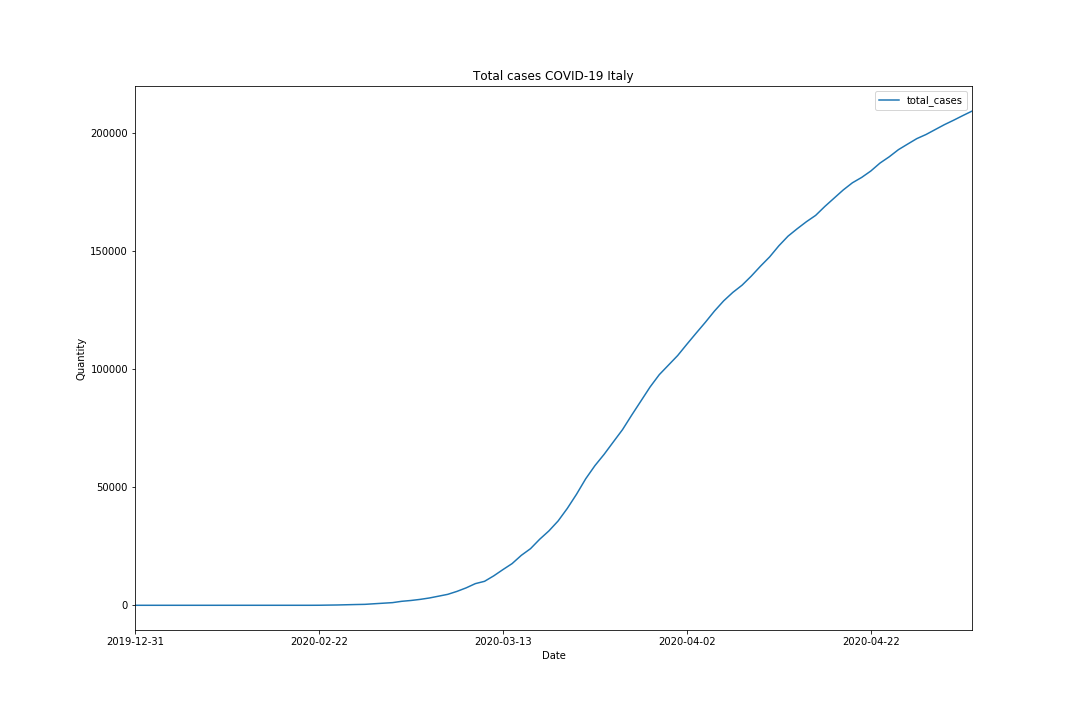 Total cases COVID-19 Italy
total_cases
200000
150000
100000
50000
0
Quantity
2019-12-31
2020-02-22
2020-03-13
2020-04-02
2020-04-22
Date